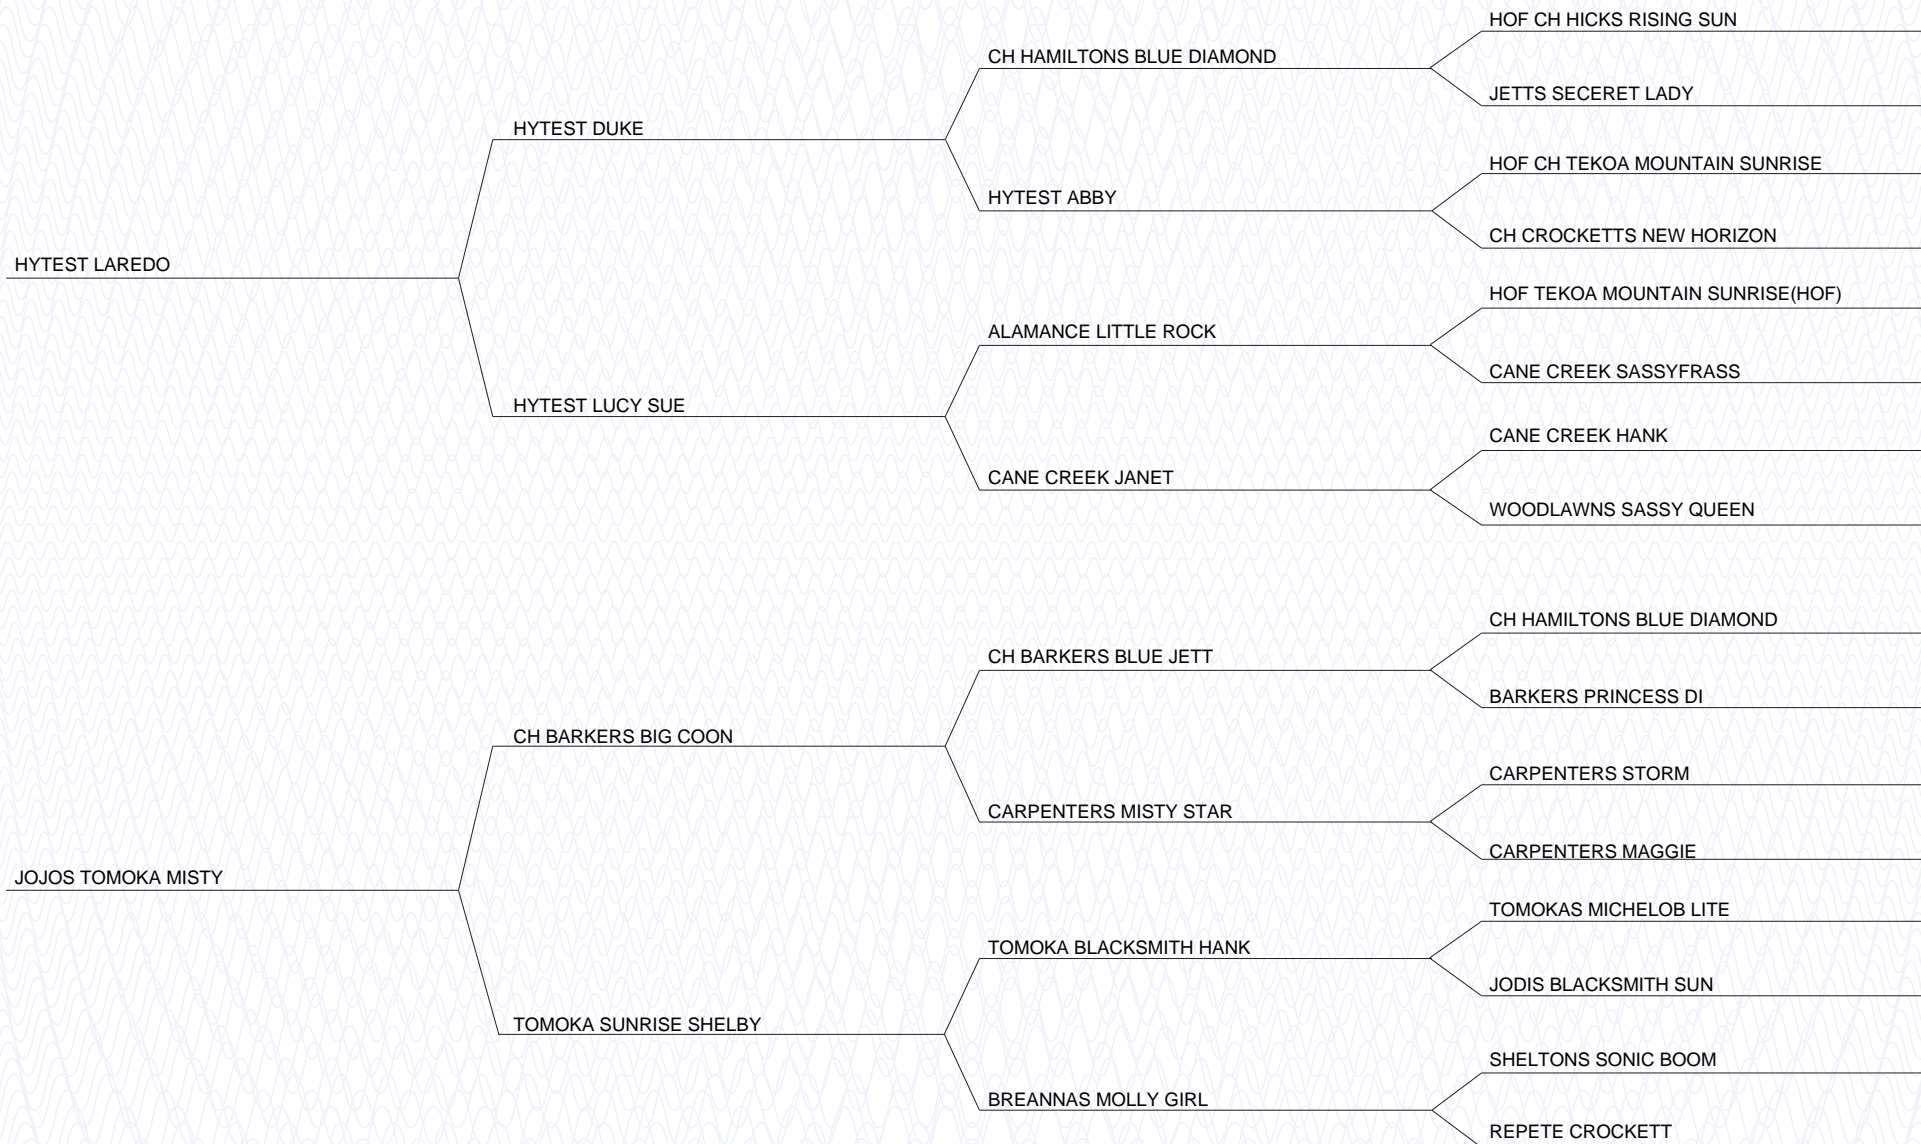 HOF CH HICKS RISING SUN
CH HAMILTONS BLUE DIAMOND
JETTS SECERET LADY
HYTEST DUKE
HOF CH TEKOA MOUNTAIN SUNRISE
HYTEST ABBY
CH CROCKETTS NEW HORIZON
HYTEST LAREDO
HOF TEKOA MOUNTAIN SUNRISE(HOF)
ALAMANCE LITTLE ROCK
CANE CREEK SASSYFRASS
HYTEST LUCY SUE
CANE CREEK HANK
CANE CREEK JANET
WOODLAWNS SASSY QUEEN
CH HAMILTONS BLUE DIAMOND
CH BARKERS BLUE JETT
BARKERS PRINCESS DI
CH BARKERS BIG COON
CARPENTERS STORM
CARPENTERS MISTY STAR
CARPENTERS MAGGIE
JOJOS TOMOKA MISTY
TOMOKAS MICHELOB LITE
TOMOKA BLACKSMITH HANK
JODIS BLACKSMITH SUN
TOMOKA SUNRISE SHELBY
SHELTONS SONIC BOOM
BREANNAS MOLLY GIRL
REPETE CROCKETT